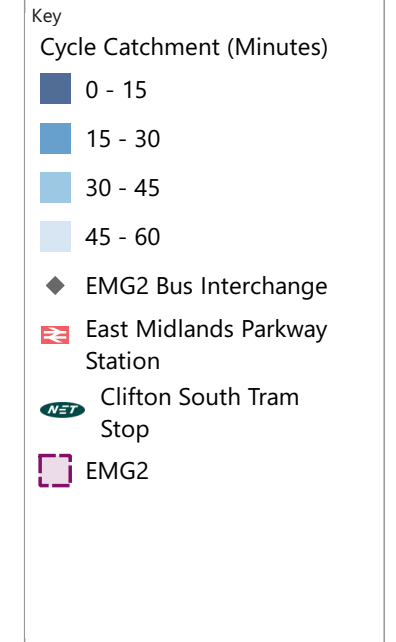 Key
Cycle Catchment (Minutes)
0 - 15
15 - 30
30 - 45
45 - 60
EMG2 Bus Interchange
East Midlands Parkway
Station
NET
Clifton South Tram
Stop
EMG2